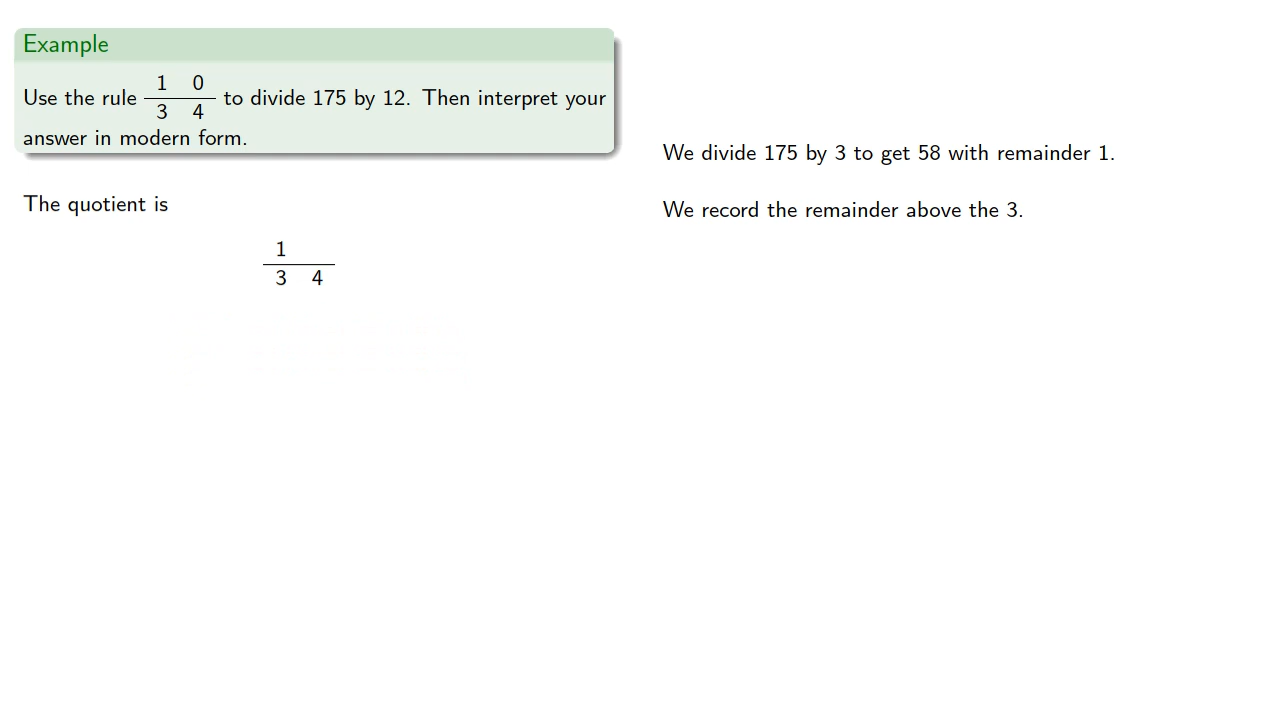 Example
1 0
Use the rule to divide 175 by 12. Then interpret your
3 4
answer in modern form.
The quotient is
1
3 4
We divide 175 by 3 to get 58 with remainder 1.
We record the remainder above the 3.